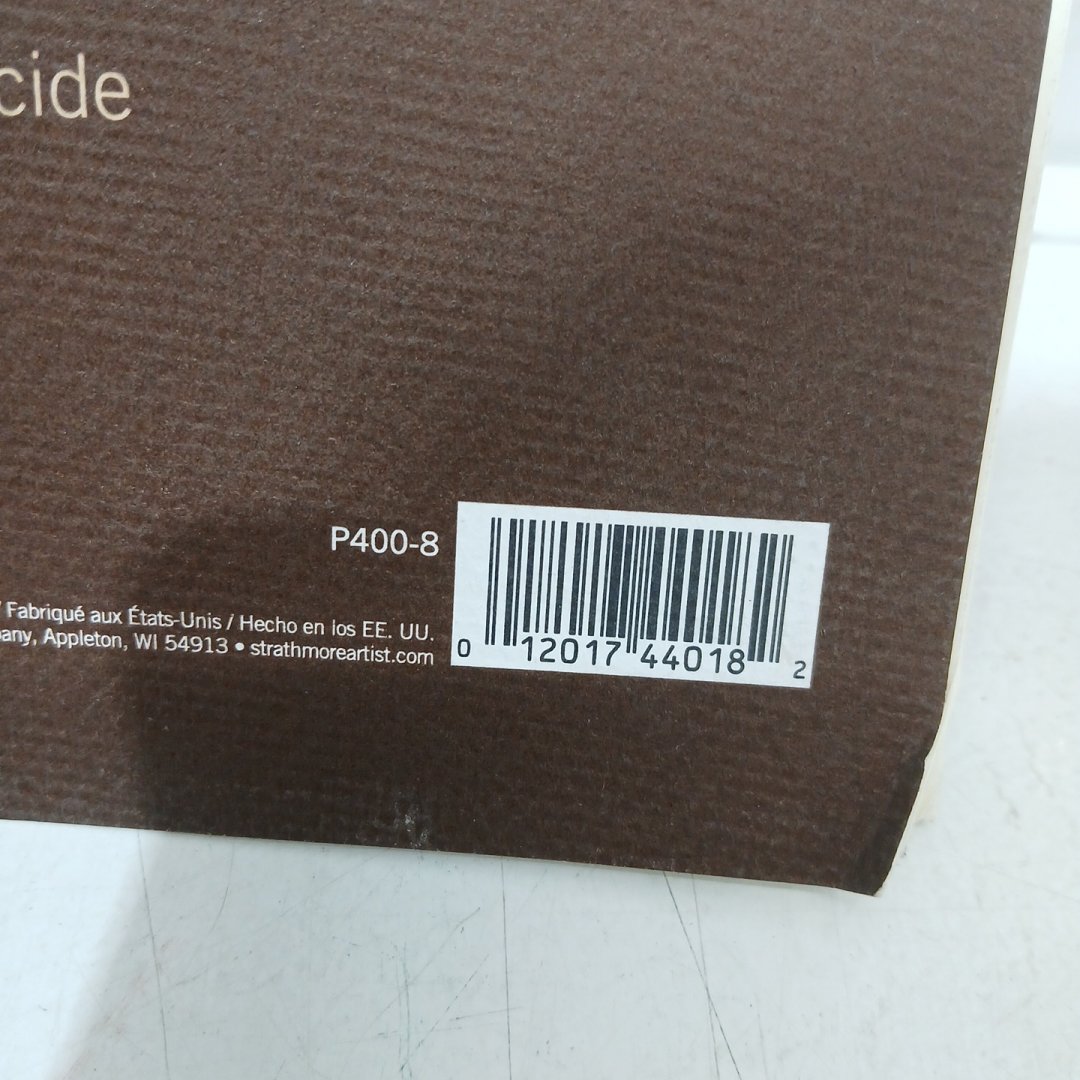 cide
P400-8
/ Fabriqué aux États-Unis / Hecho en los EE. UU.
Appleton, WI 54913 • strathmoreartist.com
0 12017 44018 2